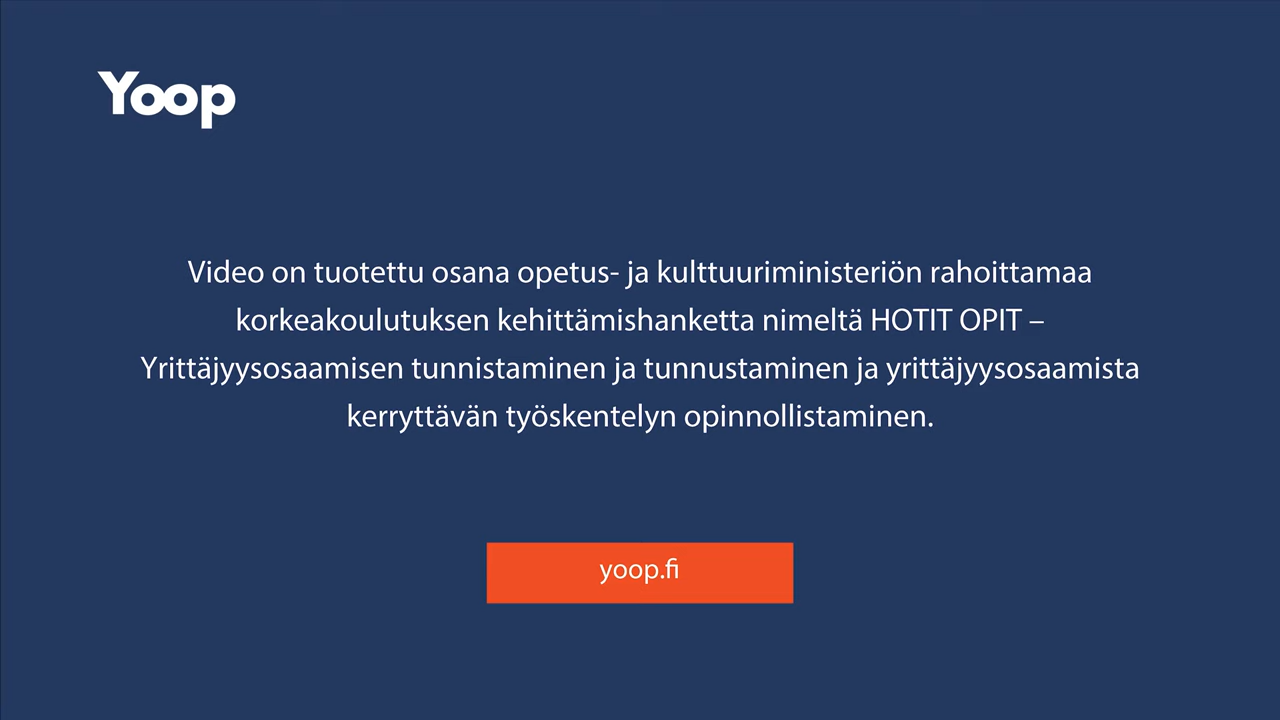 Yoop
Video on tuotettu osana opetus- ja kulttuuriministeriön rahoittamaa
korkeakoulutuksen kehittämishanketta nimeltä HOTIT OPIT –
Yrittäjyysosaamisen tunnistaminen ja tunnustaminen ja yrittäjyysosaamista
kerryttävän työskentelyn opinnollistaminen.
yoop.fi